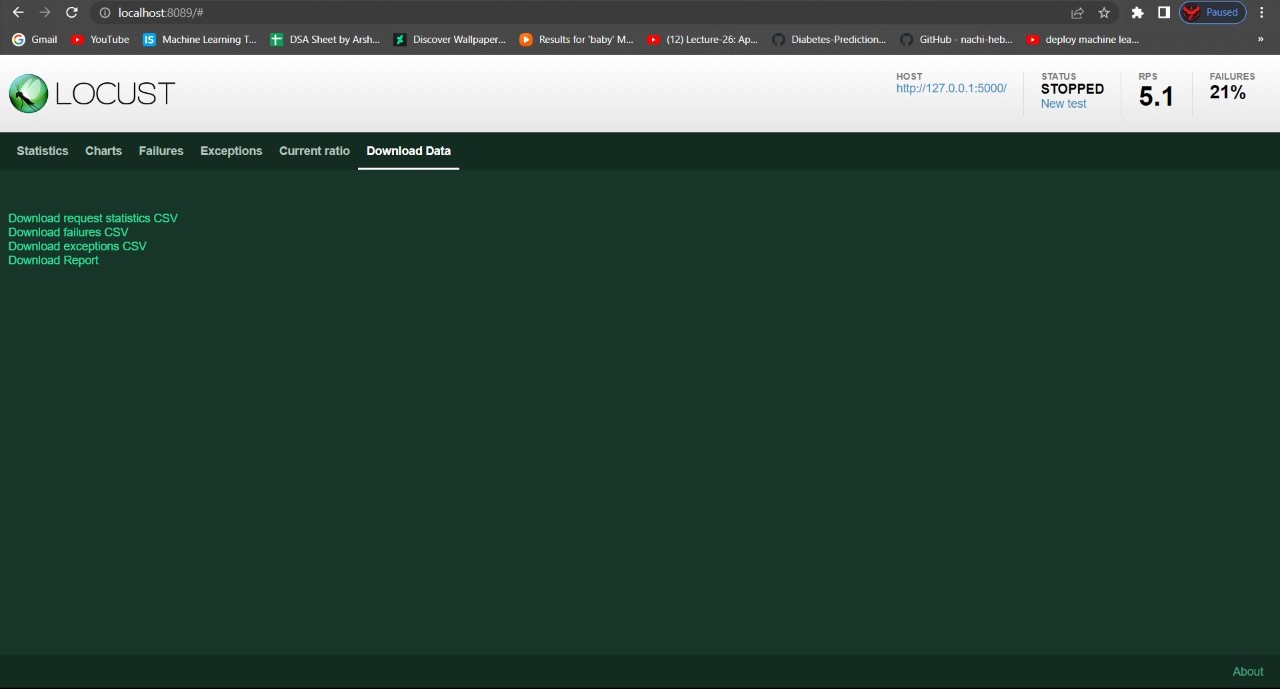 localhost:8089/#
Paused
Gmail
YouTube
Machine Learning T...
DSA Sheet by Arsh...
Discover Wallpaper...
Results for 'baby' M...
(12) Lecture-26: Ap...
Diabetes-Prediction...
GitHub - nachi-heb...
deploy machine lea...
»
LOCUST
HOST
http://127.0.0.1:5000/
STATUS
STOPPED
New test
RPS
5.1
FAILURES
21%
Statistics
Charts
Failures
Exceptions
Current ratio
Download Data
Download request statistics CSV
Download failures CSV
Download exceptions CSV
Download Report
About